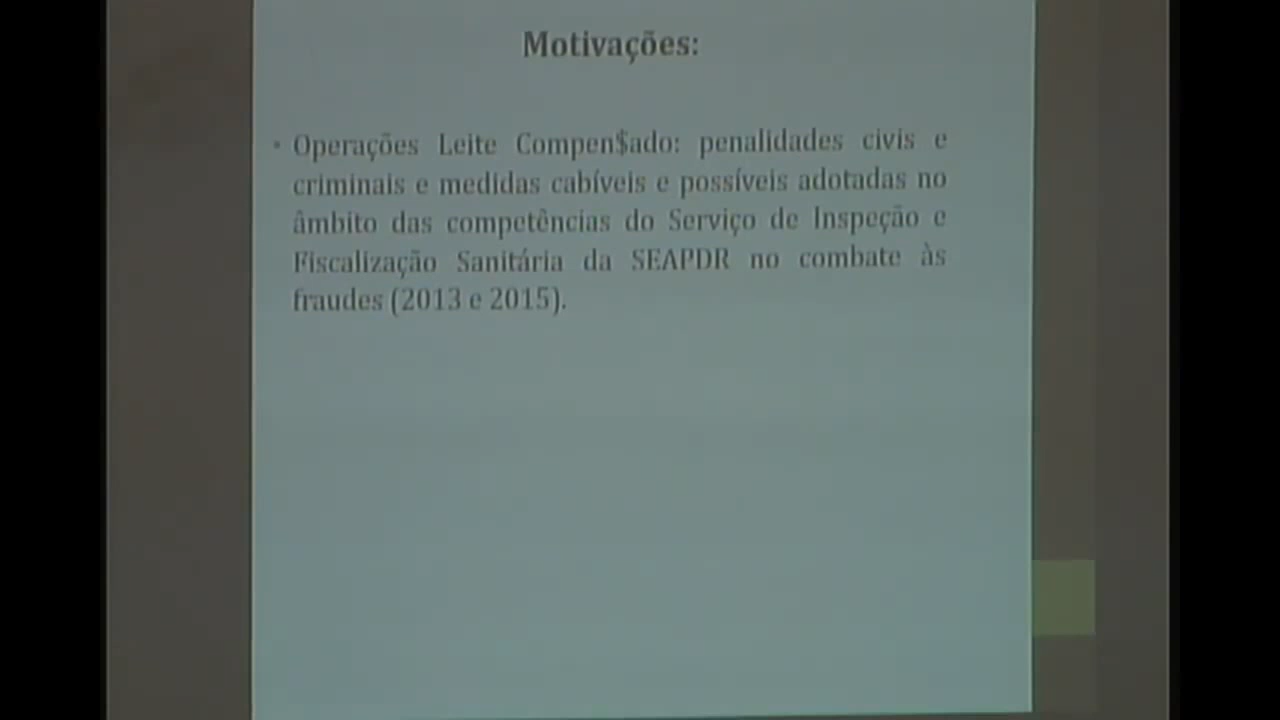 Motivações:
• Operações Leite Compen$ado: penalidades civis e
criminais e medidas cabíveis e possíveis adotadas no
âmbito das competências do Serviço de Inspeção e
Fiscalização Sanitária da SEAPDR no combate às
fraudes (2013 e 2015).